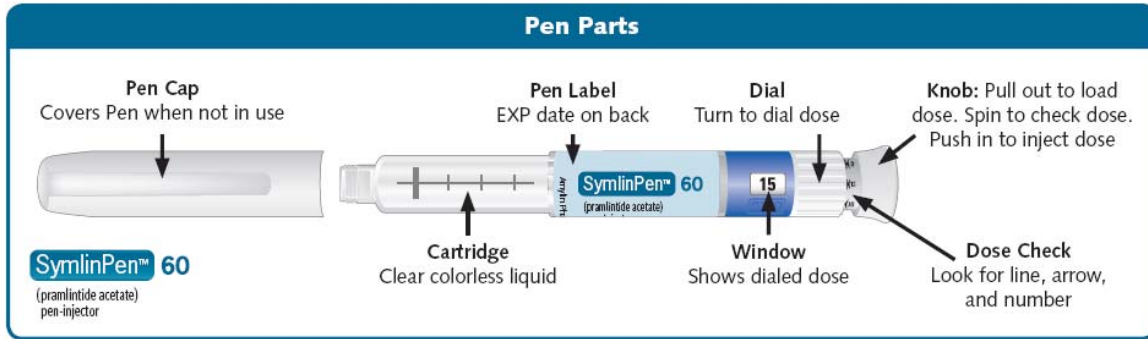 Pen Parts
Pen Cap
Covers Pen when not in use
Pen Label
EXP date on back
Dial
Turn to dial dose
Knob: Pull out to load
dose. Spin to check dose.
Push in to inject dose
SymlinPen™ 60
(pramlintide acetate)
15
Cartridge
Clear colorless liquid
Window
Shows dialed dose
Dose Check
Look for line, arrow,
and number
SymlinPen™ 60
(pramlintide acetate)
pen-injector